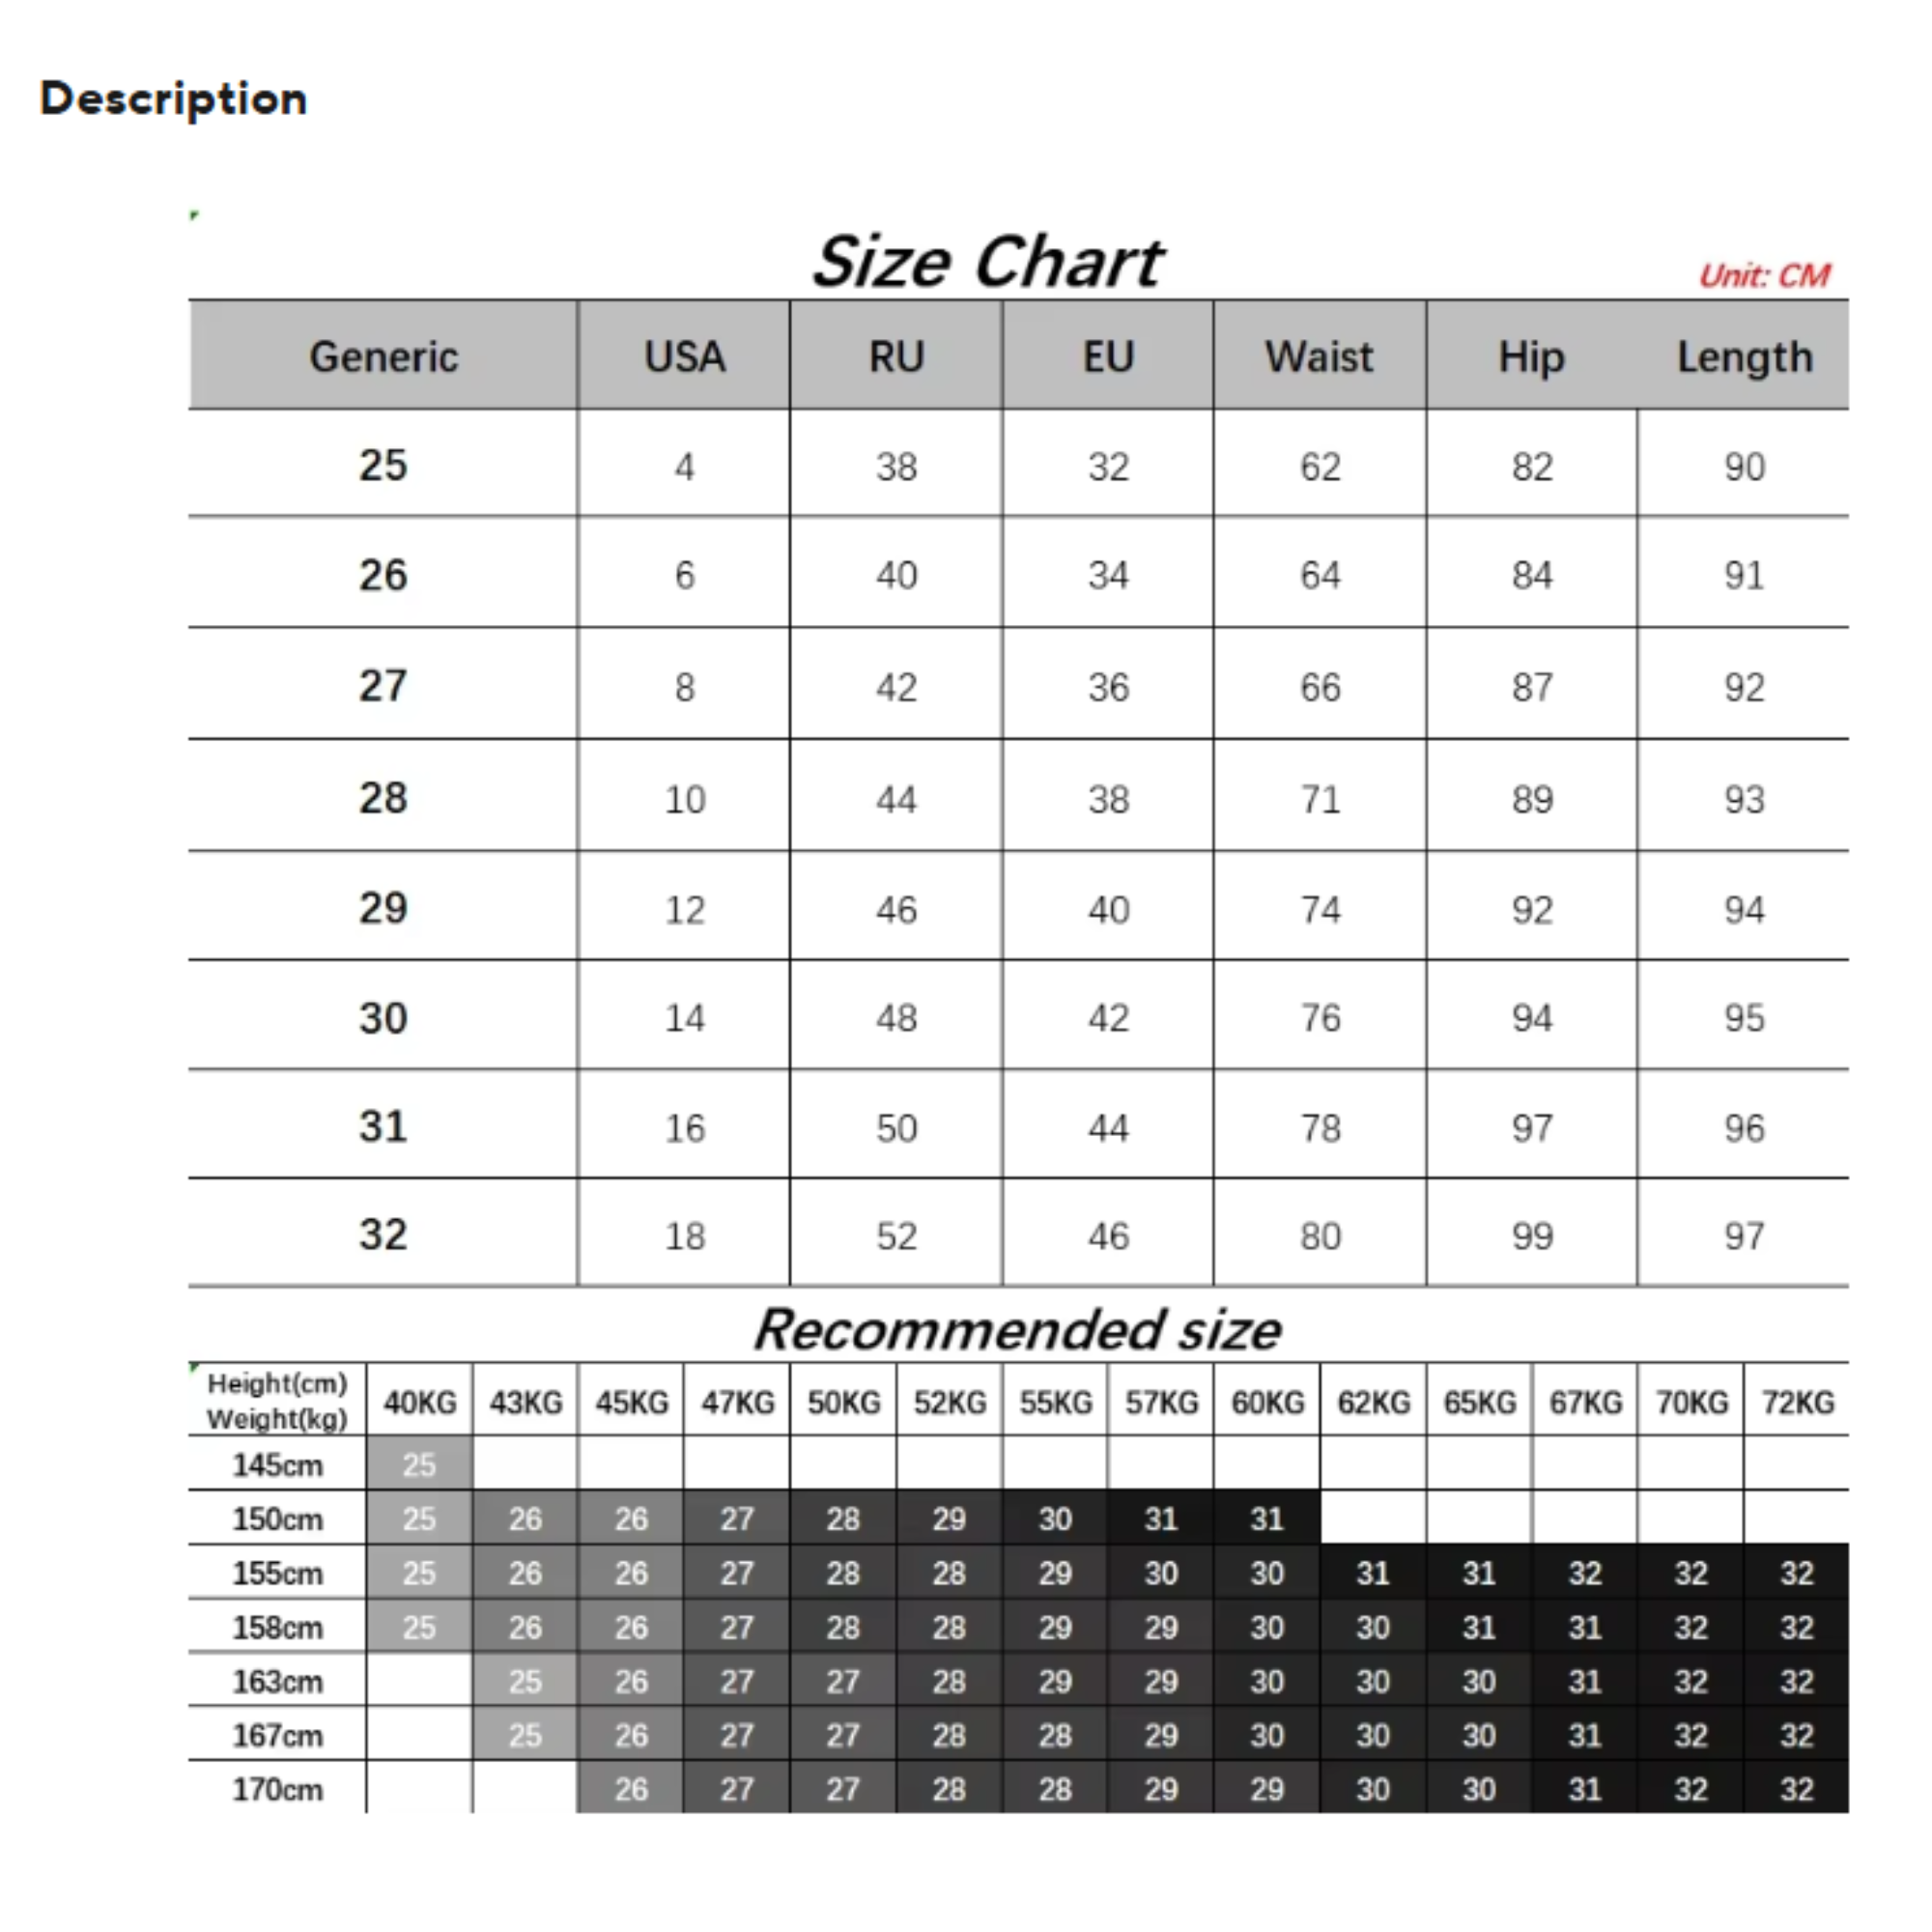 Description
Size Chart
Unit: CM
Generic USA RU EU Waist Hip Length
25 4 38 32 62 82 90
26 6 40 34 64 84 91
27 8 42 36 66 87 92
28 10 44 38 71 89 93
29 12 46 40 74 92 94
30 14 48 42 76 94 95
31 16 50 44 78 97 96
32 18 52 46 80 99 97
Recommended size
Height(cm)
Weight(kg) 40KG 43KG 45KG 47KG 50KG 52KG 55KG 57KG 60KG 62KG 65KG 67KG 70KG 72KG
145cm 25
150cm 25 26 26 27 28 29 30 31 31
155cm 25 26 26 27 28 28 29 30 30 31 31 32 32 32
158cm 25 26 26 27 28 28 29 29 30 30 31 31 32 32
163cm 25 26 27 27 28 29 29 30 30 30 31 32 32
167cm 25 26 27 27 28 28 29 30 30 30 31 32 32
170cm 26 27 27 28 28 29 29 30 30 31 32 32